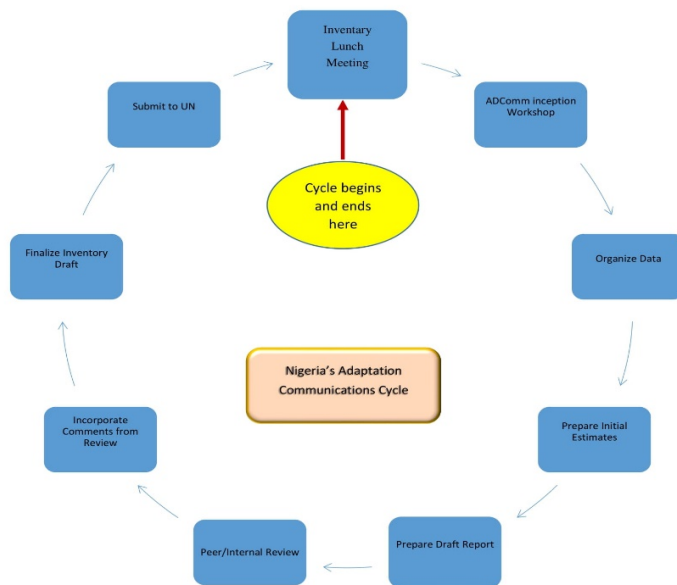 Inventary
Lunch
Meeting
ADComm inception
Workshop
Organize Data
Prepare Initial
Estimates
Prepare Draft Report
Peer/Internal Review
Incorporate
Comments from
Review
Finalize Inventory
Draft
Submit to UN
Cycle begins
and ends
here
Nigeria's Adaptation
Communications Cycle